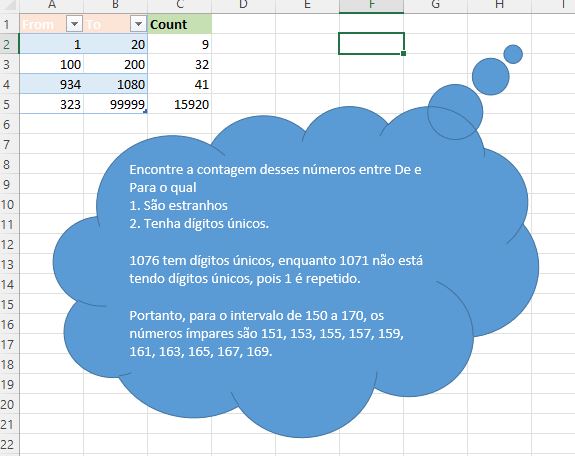 A B C D E F G H I
1 From To Count
2 1 20 9
3 100 200 32
4 934 1080 41
5 323 99999 15920
6
7
8 Encontre a contagem desses números entre De e
9 Para o qual
10 1. São estranhos
11 2. Tenha dígitos únicos.
12
13 1076 tem dígitos únicos, enquanto 1071 não está
14 tendo dígitos únicos, pois 1 é repetido.
15
16 Portanto, para o intervalo de 150 a 170, os
17 números ímpares são 151, 153, 155, 157, 159,
18 161, 163, 165, 167, 169.
19
20
21
22